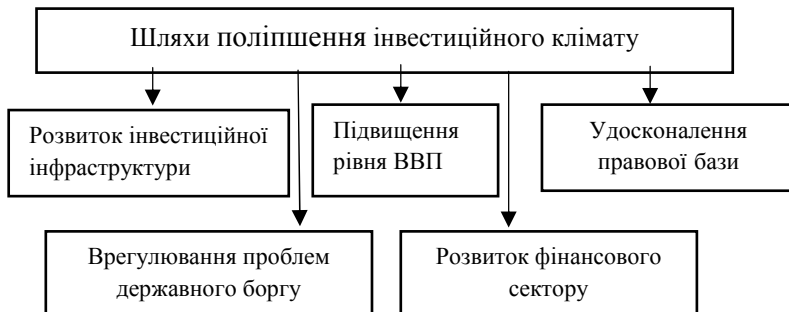 Шляхи поліпшення інвестиційного клімату
Розвиток інвестиційної
інфраструктури
Підвищення
рівня ВВП
Удосконалення
правової бази
Врегулювання проблем
державного боргу
Розвиток фінансового
сектору